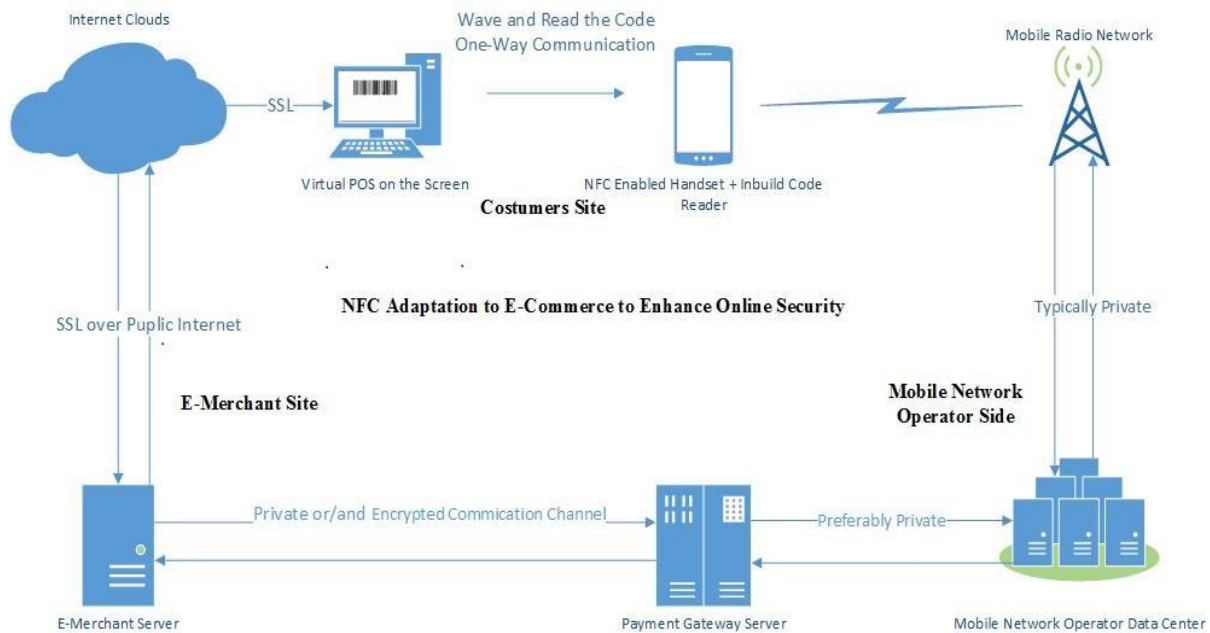 Internet Clouds
Wave and Read the Code
One-Way Communication
Mobile Radio Network
SSL
Virtual POS on the Screen
NFC Enabled Handset + Inbuild Code
Reader
Costumers Site
NFC Adaptation to E-Commerce to Enhance Online Security
SSL over Puplic Internet
Typically Private
E-Merchant Site
Mobile Network
Operator Side
Private or/and Encrypted Commication Channel
Preferably Private
E-Merchant Server
Payment Gateway Server
Mobile Network Operator Data Center